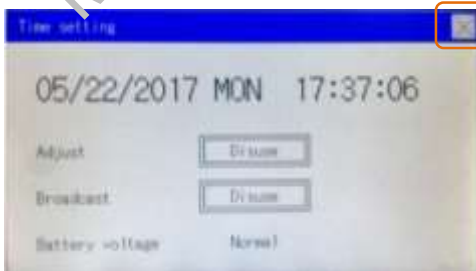 Time setting
05/22/2017 MON 17:37:06
Adjust Disuse
Broadcast Disuse
Battery voltage Normal